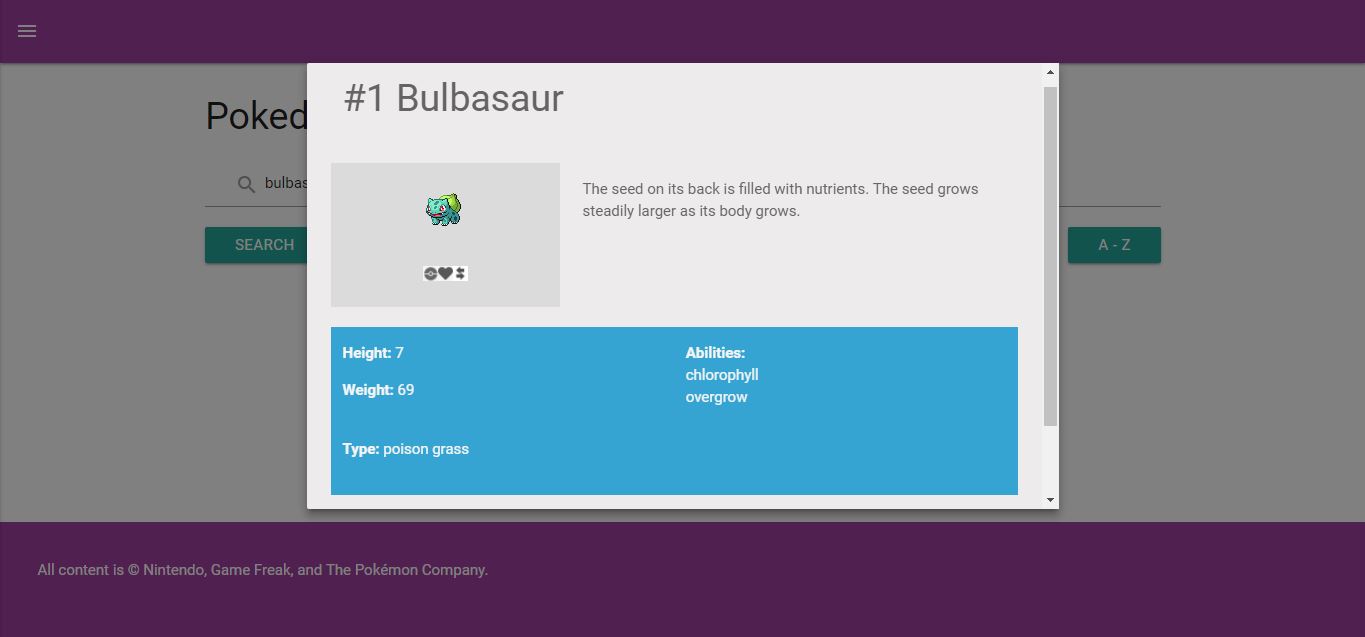 #1 Bulbasaur
Poked
bulbas
The seed on its back is filled with nutrients. The seed grows
steadily larger as its body grows.
SEARCH
A - Z
Height: 7
Weight: 69
Type: poison grass
Abilities:
chlorophyll
overgrow
All content is © Nintendo, Game Freak, and The Pokémon Company.